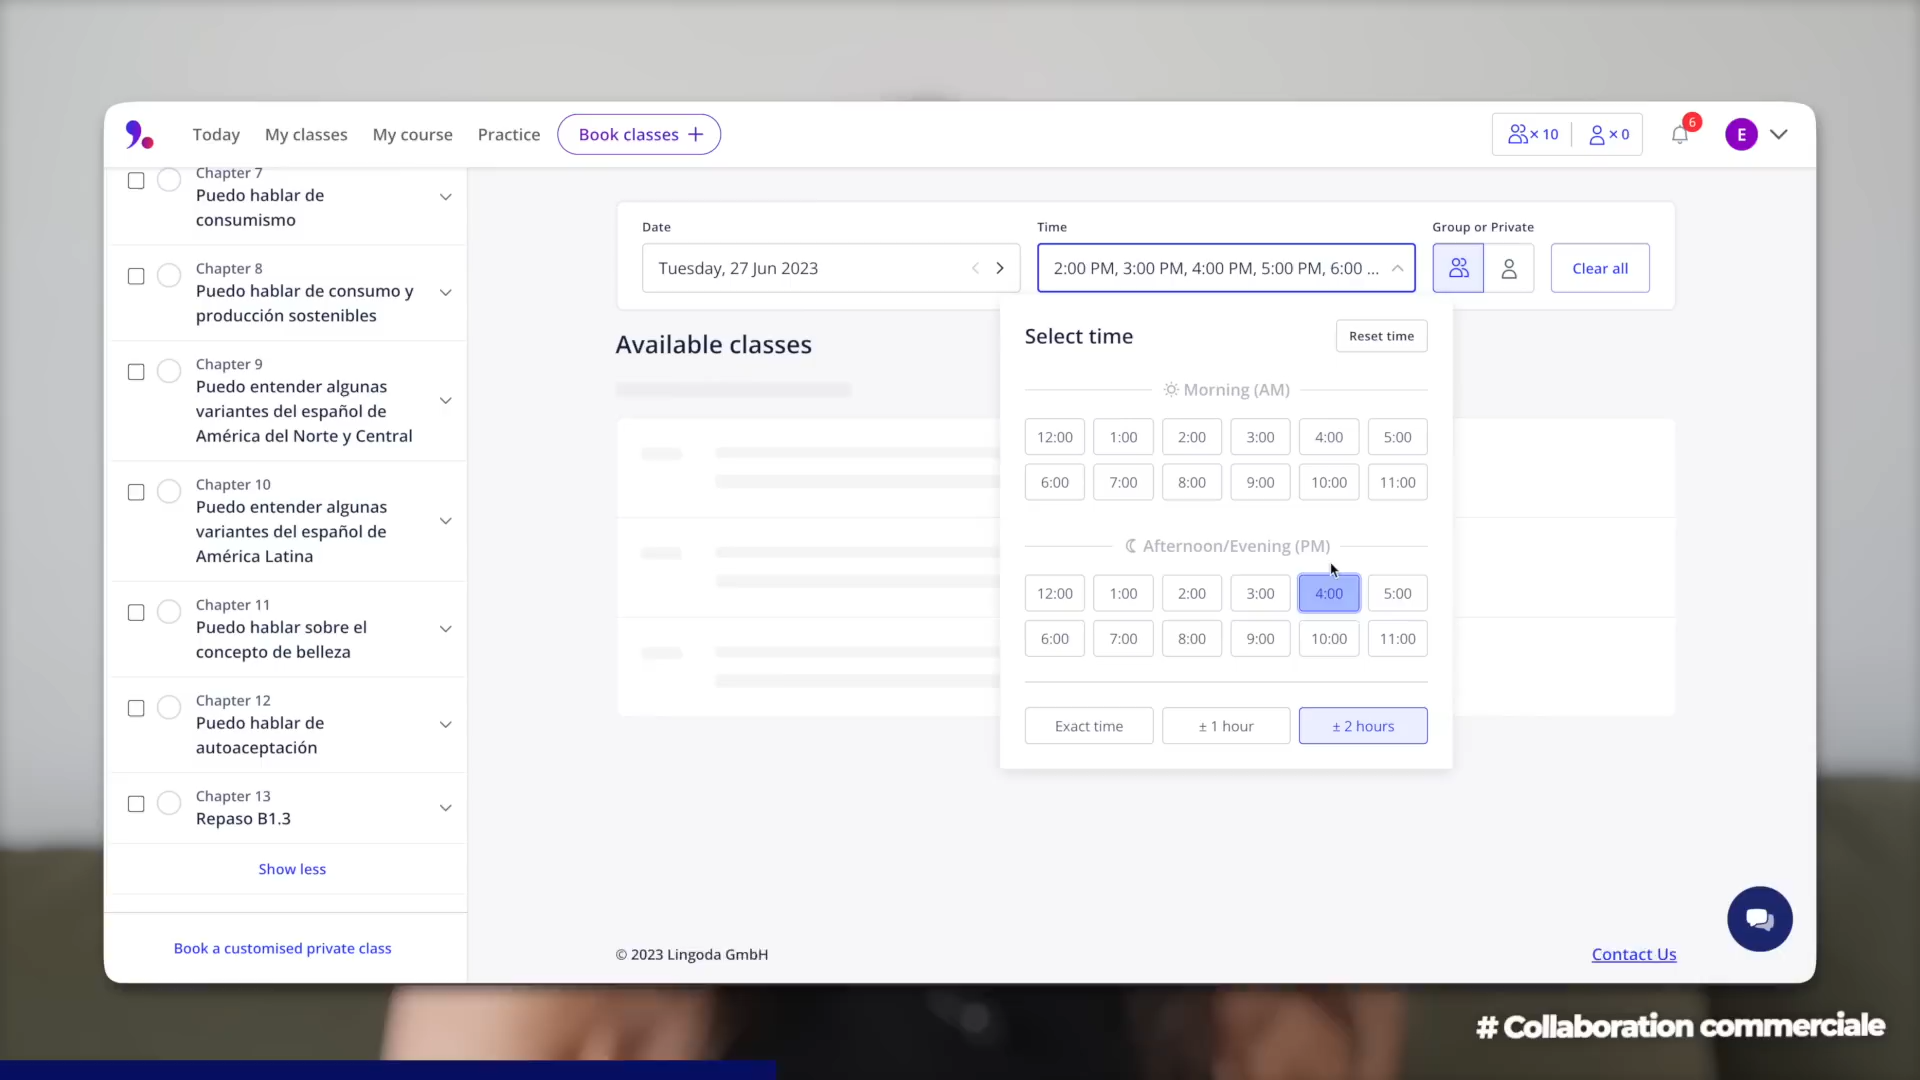 Today
My classes
My course
Practice
Book classes +
× 10
× 0
6
E
Chapter 7
Puedo hablar de
consumismo
Chapter 8
Puedo hablar de consumo y
producción sostenibles
Chapter 9
Puedo entender algunas
variantes del español de
América del Norte y Central
Chapter 10
Puedo entender algunas
variantes del español de
América Latina
Chapter 11
Puedo hablar sobre el
concepto de belleza
Chapter 12
Puedo hablar de
autoaceptación
Chapter 13
Repaso B1.3
Show less
Book a customised private class
Date
Tuesday, 27 Jun 2023
Time
2:00 PM, 3:00 PM, 4:00 PM, 5:00 PM, 6:00 ...
Group or Private
Clear all
Available classes
Select time
Reset time
Morning (AM)
12:00 1:00 2:00 3:00 4:00 5:00
6:00 7:00 8:00 9:00 10:00 11:00
Afternoon/Evening (PM)
12:00 1:00 2:00 3:00 4:00 5:00
6:00 7:00 8:00 9:00 10:00 11:00
Exact time
± 1 hour
± 2 hours
© 2023 Lingoda GmbH
Contact Us
# Collaboration commerciale